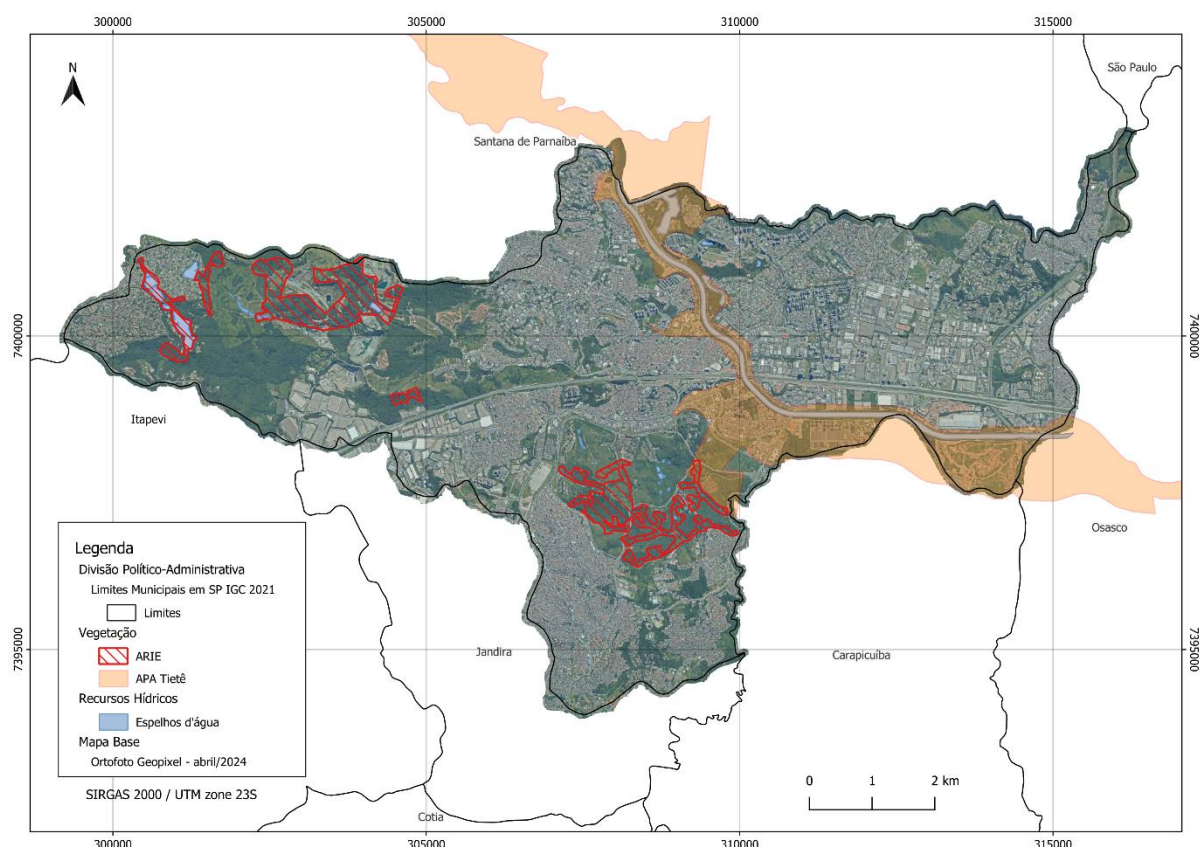 300000
305000
310000
315000
N
São Paulo
Santana de Parnaíba
7400000
7400000
Itapevi
Osasco
Legenda
Divisão Político-Administrativa
Limites Municipais em SP IGC 2021
Limites
Vegetação
ARIE
APA Tietê
Recursos Hídricos
Espelhos d'água
Mapa Base
Ortofoto Geopixel - abril/2024
SIRGAS 2000 / UTM zone 23S
7395000
7395000
Jandira
Carapicuíba
0 1 2 km
Cotia
300000
305000
310000
315000